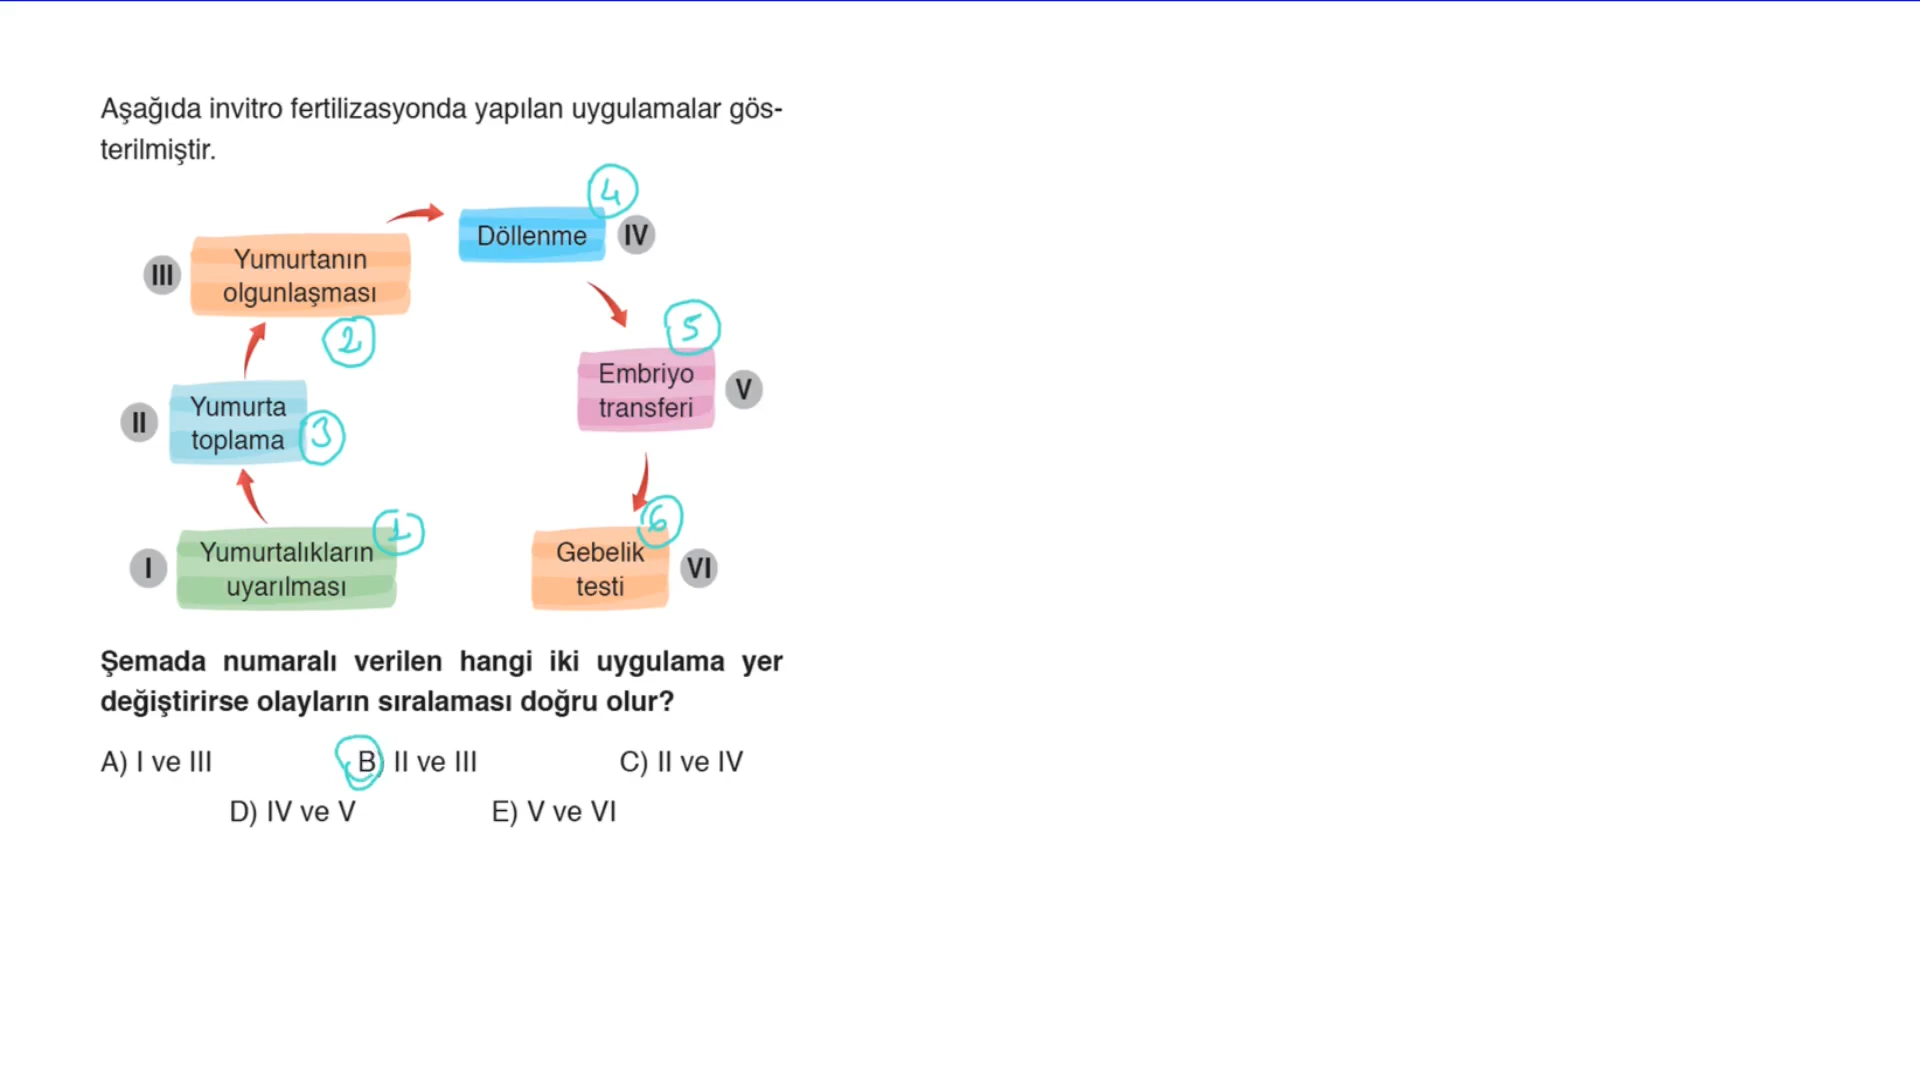 Aşağıda invitro fertilizasyonda yapılan uygulamalar gös-
terilmiştir.
4
Döllenme IV
III Yumurtanın
olgunlaşması
2
5
Embriyo
transferi V
II Yumurta
toplama 3
1
I Yumurtalıkların
uyarılması
6
Gebelik
testi VI
Şemada numaralı verilen hangi iki uygulama yer
değiştirirse olayların sıralaması doğru olur?
A) I ve III B) II ve III C) II ve IV
D) IV ve V E) V ve VI